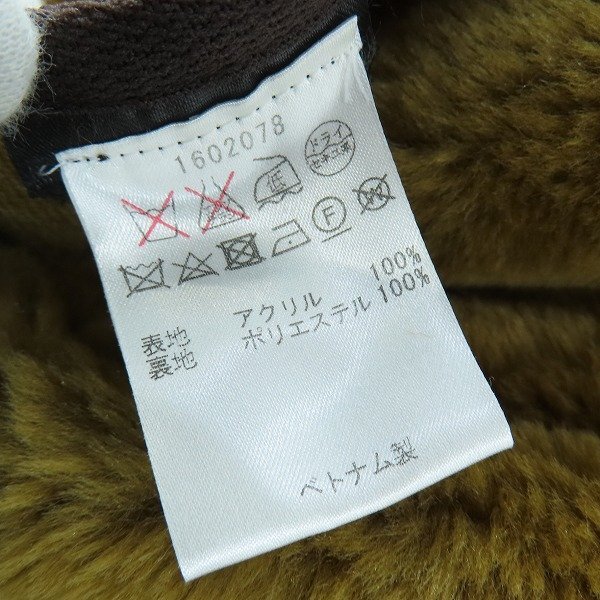 1602078
低 ドライ セキユ系
F
表地 アクリル 100%
裏地 ポリエステル 100%
ベトナム製